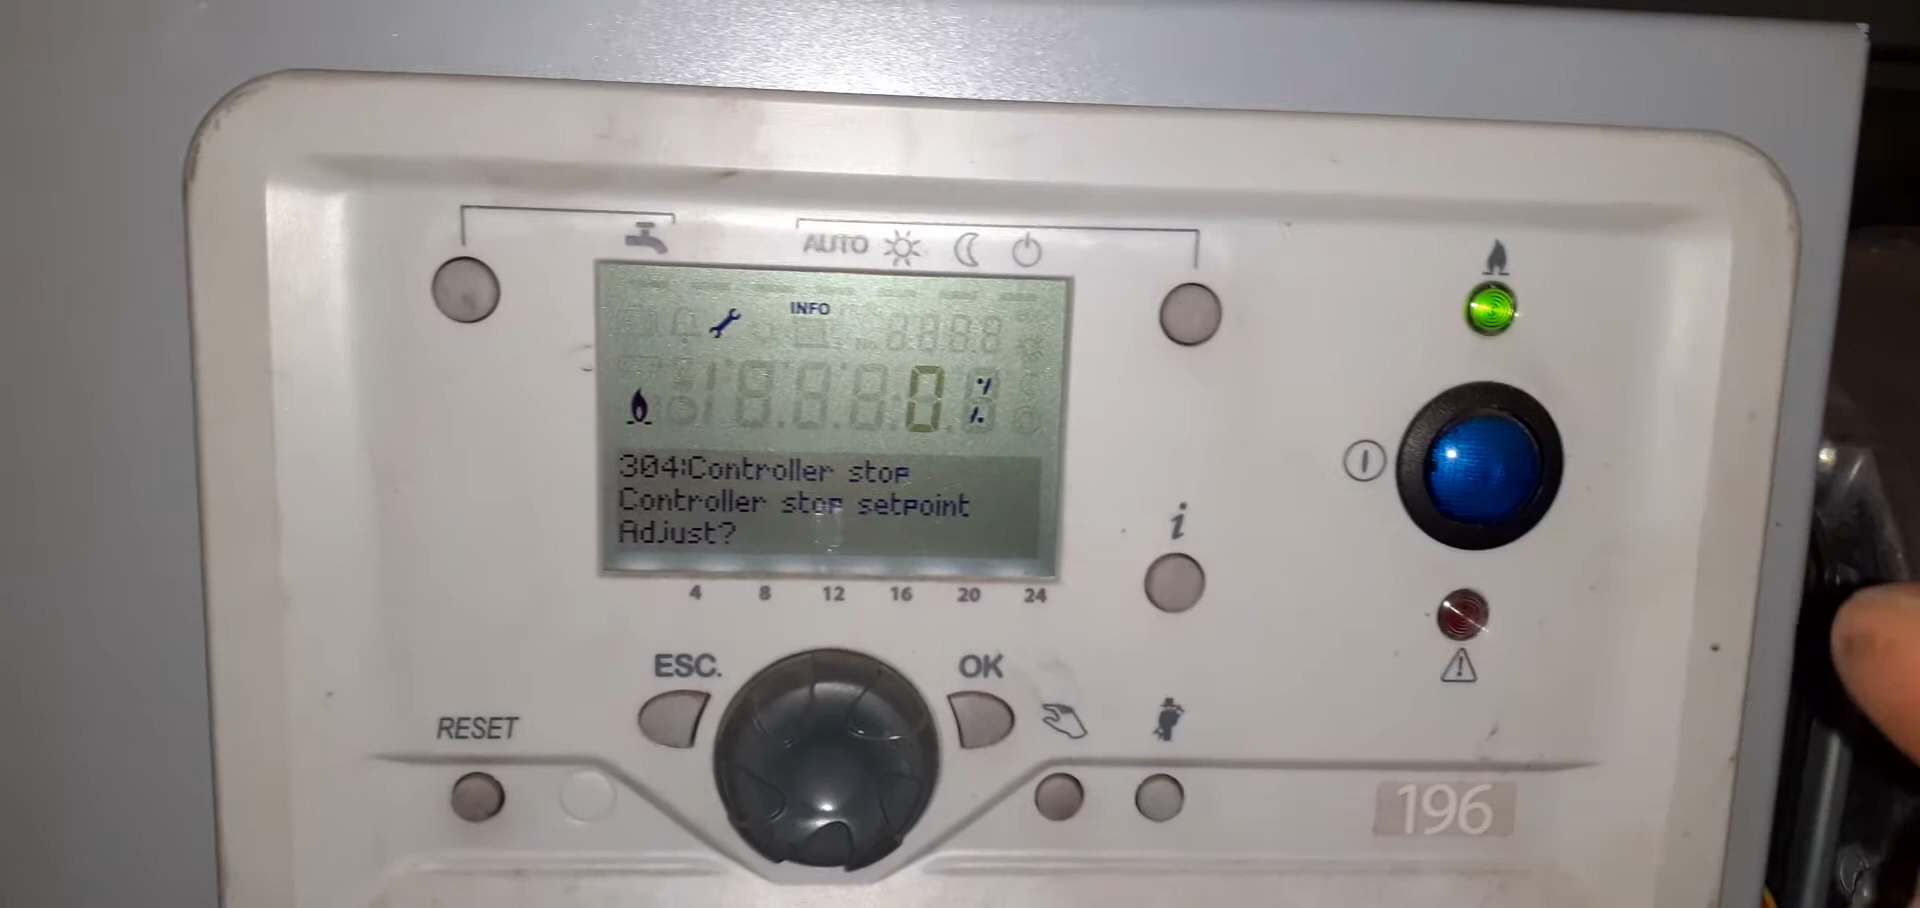 AUTO
INFO
0 %
304:Controller stop
Controller stop setpoint
Adjust?
4 8 12 16 20 24
i
ESC. OK
RESET
196